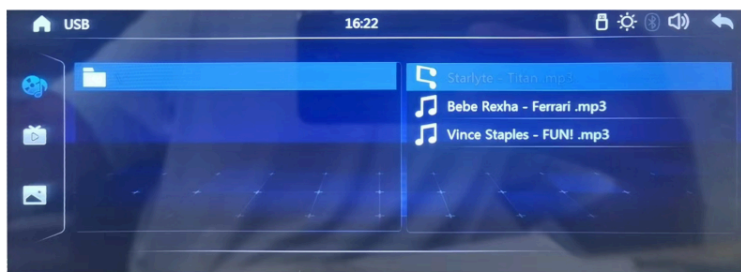 USB
16:22
Starlyte - Titan .mp3
Bebe Rexha - Ferrari .mp3
Vince Staples - FUN! .mp3